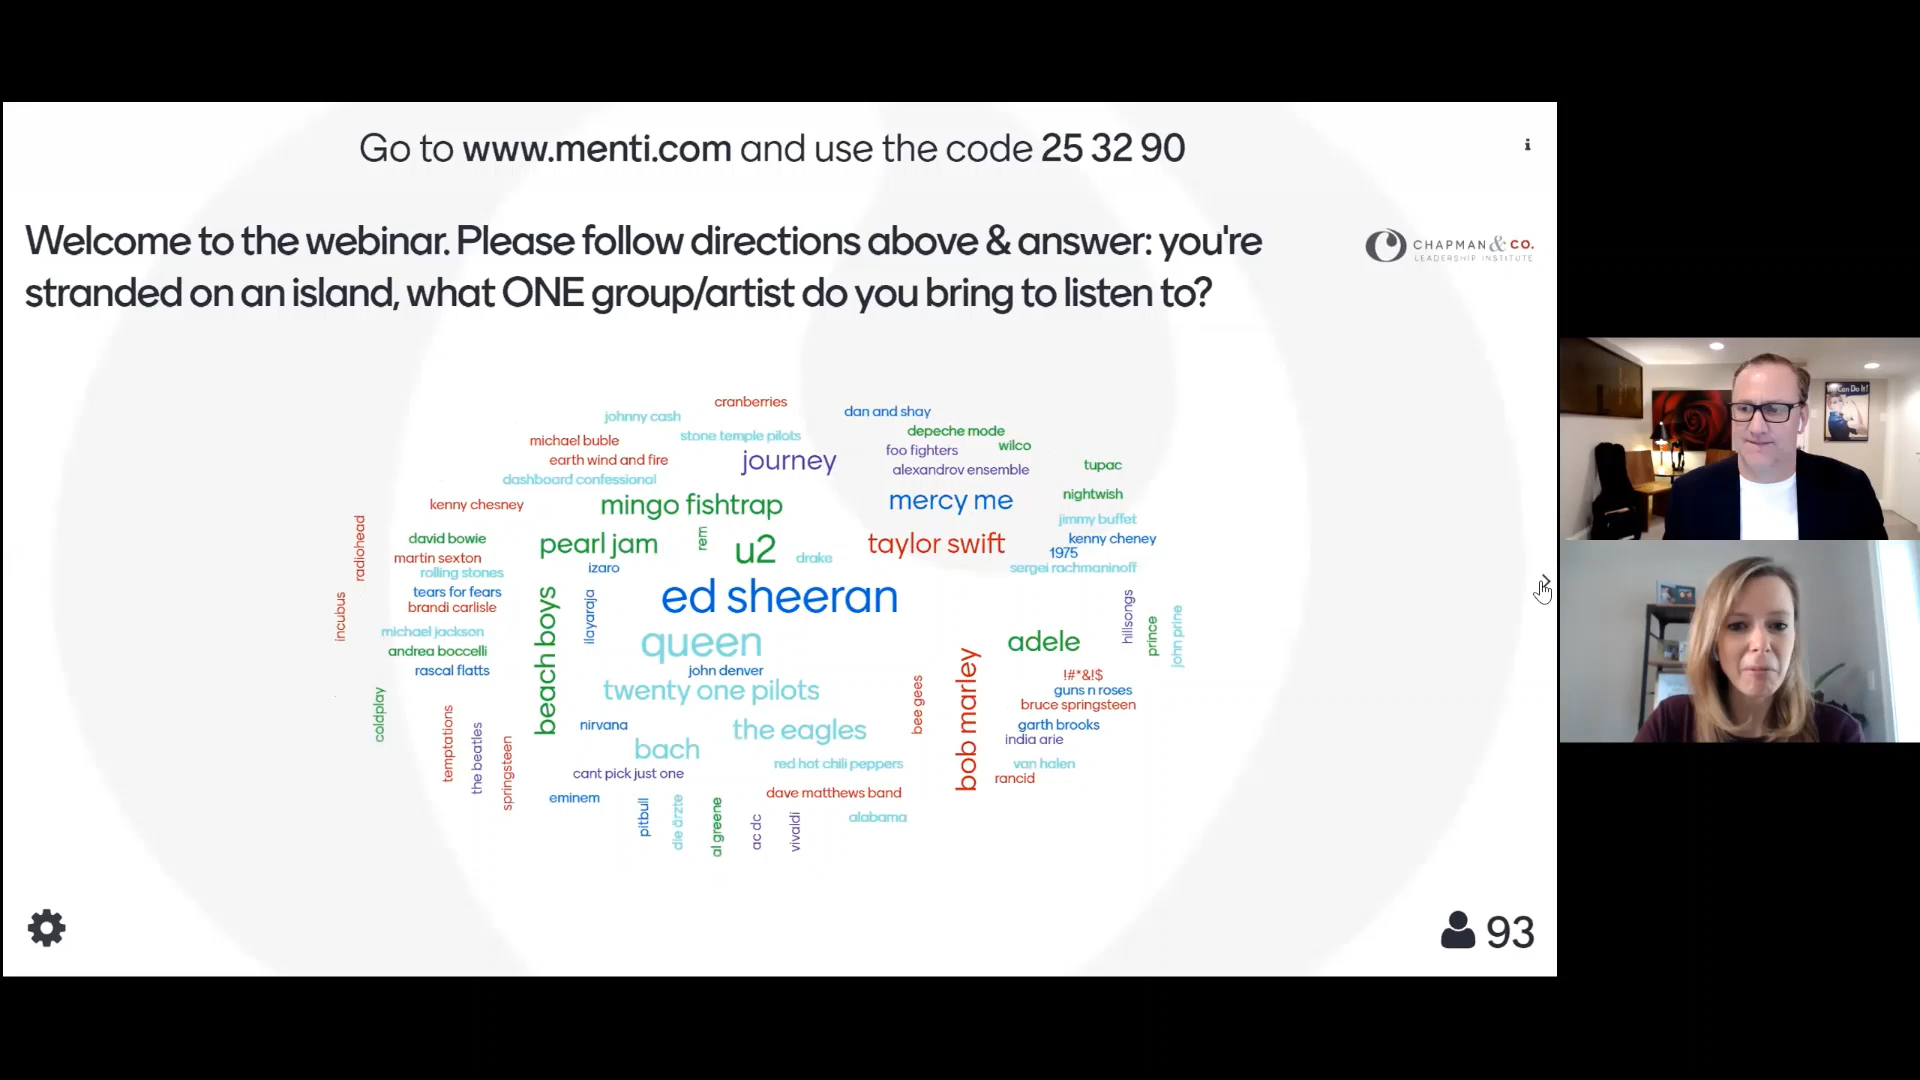 Go to www.menti.com and use the code 25 32 90
i
Welcome to the webinar. Please follow directions above & answer: you're
stranded on an island, what ONE group/artist do you bring to listen to?
CHAPMAN & CO.
LEADERSHIP INSTITUTE
cranberries
dan and shay
johnny cash
depeche mode
stone temple pilots
michael buble
wilco
foo fighters
earth wind and fire
journey
tupac
alexandrov ensemble
dashboard confessional
nightwish
mercy me
kenny chesney
mingo fishtrap
jimmy buffet
david bowie
rem
kenny cheney
pearl jam
u2
taylor swift
radiohead
1975
martin sexton
drake
izaro
sergei rachmaninoff
rolling stones
tears for fears
ed sheeran
brandi carlisle
incubus
ilayaraja
hillsongs
michael jackson
prince
john prine
queen
adele
andrea boccelli
beach boys
rascal flatts
john denver
!#*&!$
twenty one pilots
guns n roses
bee gees
bruce springsteen
coldplay
bob marley
nirvana
garth brooks
the eagles
india arie
temptations
bach
the beatles
red hot chili peppers
van halen
springsteen
cant pick just one
rancid
dave matthews band
eminem
pitbull
die ärzte
al greene
ac dc
vivaldi
alabama
93
We Can Do It!